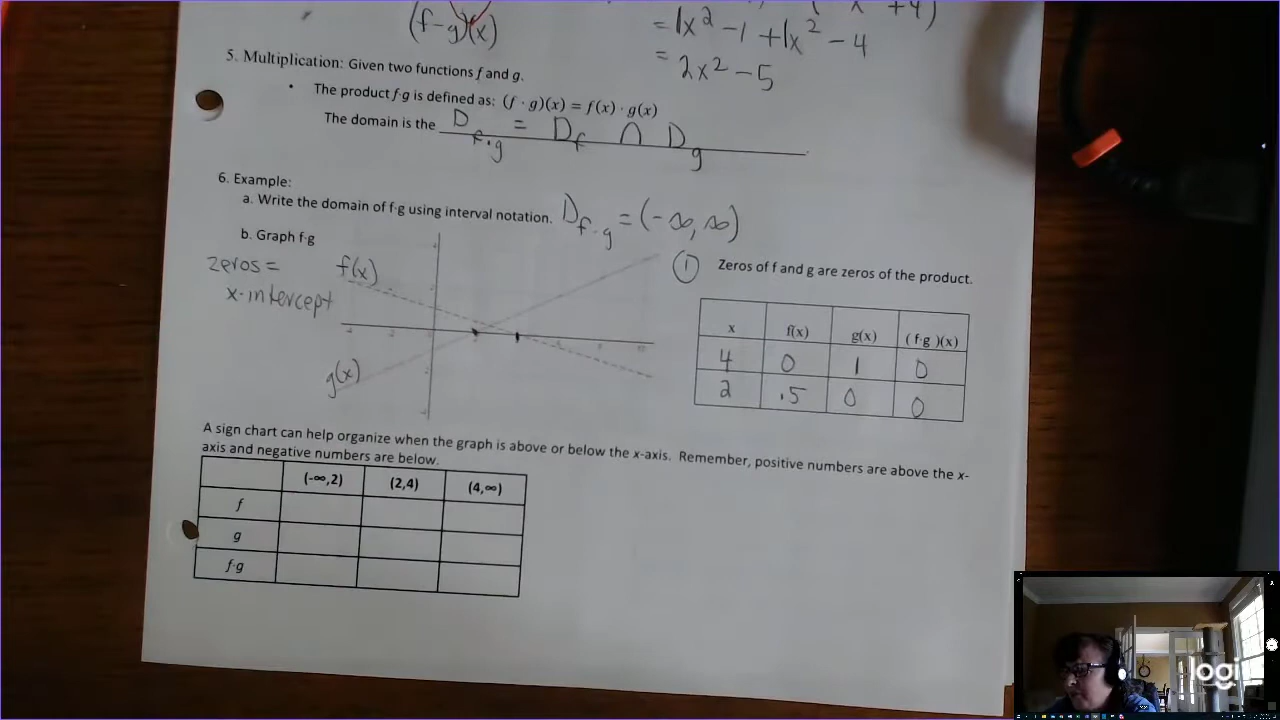 +4)
(f-g)(x)
= 1x² - 1 + 1x² - 4
= 2x² - 5
5. Multiplication: Given two functions f and g.
• The product f·g is defined as: (f · g)(x) = f(x) · g(x)
The domain is the D f·g = D f ∩ D g
6. Example:
a. Write the domain of f·g using interval notation. D f·g = (-∞, ∞)
b. Graph f·g
zeros =
x-intercept
f(x)
g(x)
① Zeros of f and g are zeros of the product.
x f(x) g(x) (f·g)(x)
4 0 1 0
2 .5 0 0
A sign chart can help organize when the graph is above or below the x-axis. Remember, positive numbers are above the x-
axis and negative numbers are below.
(-∞,2) (2,4) (4,∞)
f
g
f·g
logi